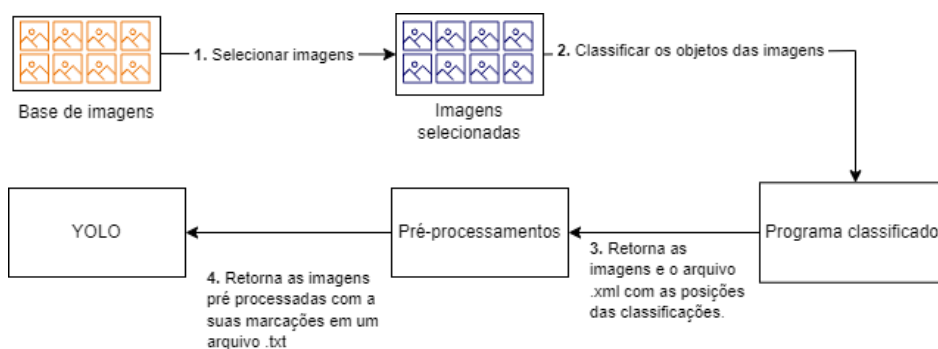 Base de imagens
1. Selecionar imagens
Imagens
selecionadas
2. Classificar os objetos das imagens
Programa classificado
3. Retorna as
imagens e o arquivo
.xml com as posições
das classificações.
Pré-processamentos
4. Retorna as imagens
pré processadas com a
suas marcações em um
arquivo .txt
YOLO